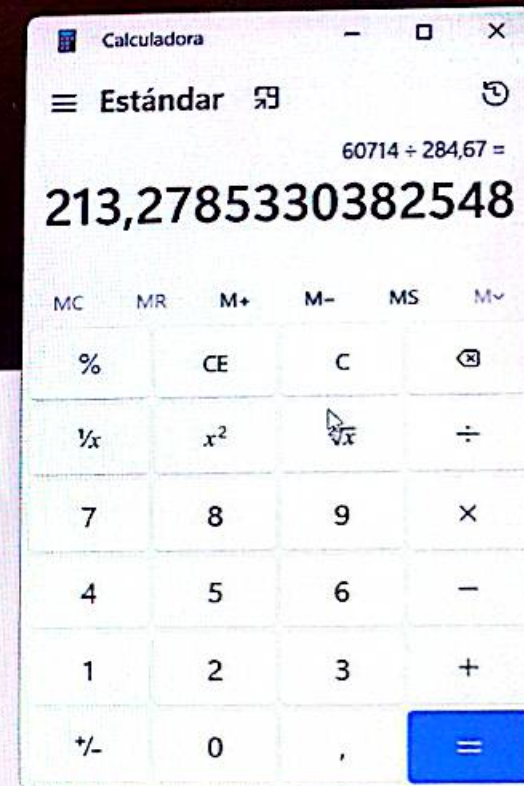 Calculadora
Estándar
60714 ÷ 284,67 =
213,2785330382548
MC MR M+ M- MS M
% CE C
¹/x x² ²√x ÷
7 8 9 ×
4 5 6 −
1 2 3 +
+/− 0 , =